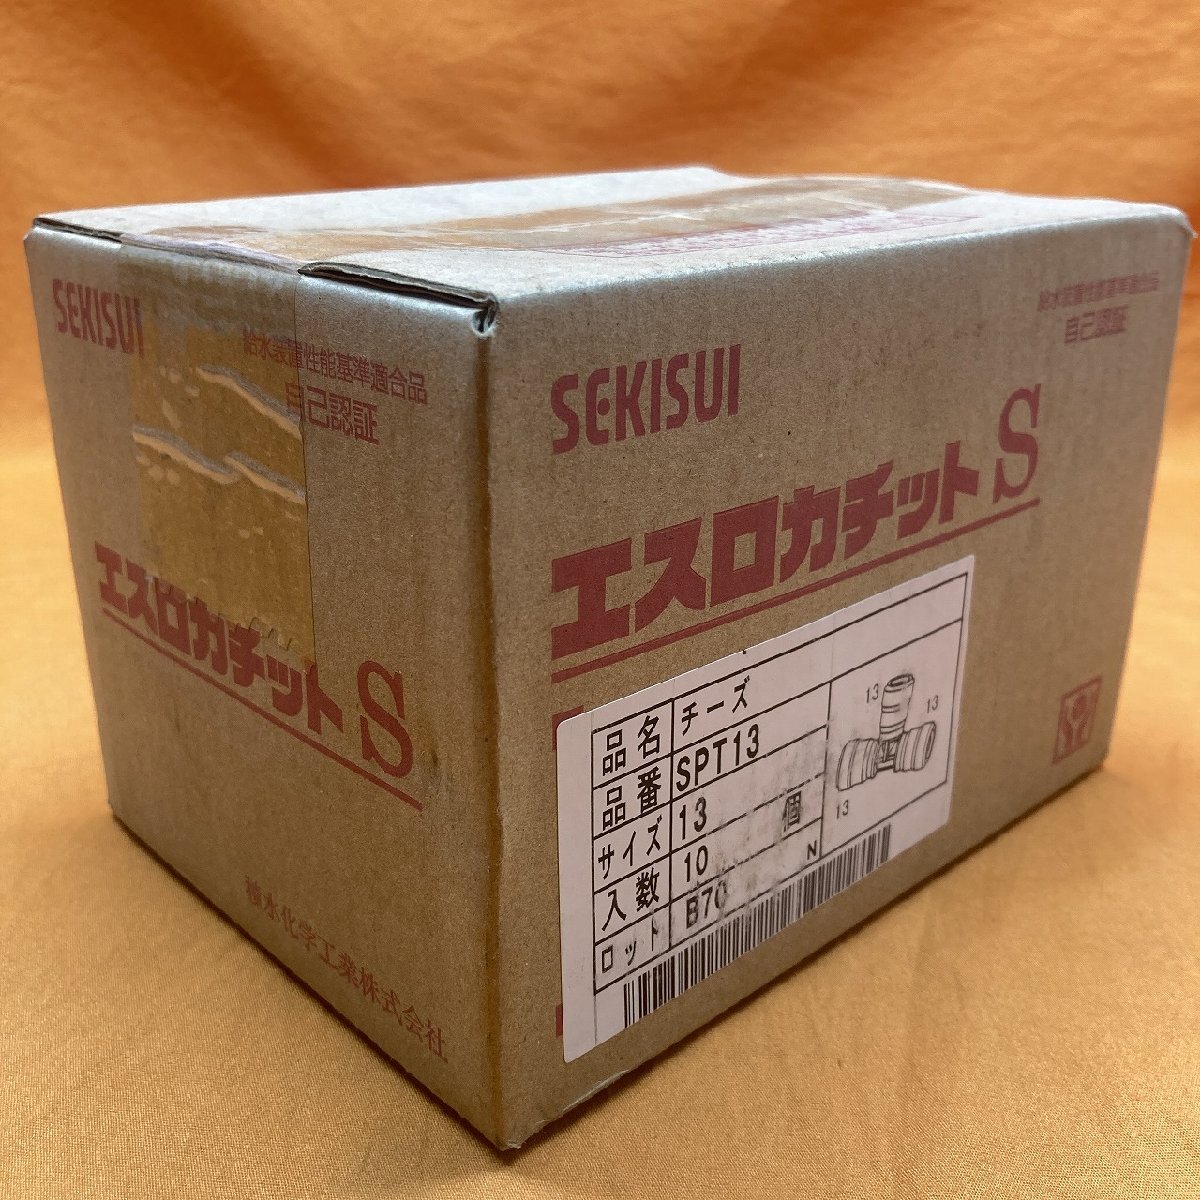 SEKISUI
給水装置性能基準適合品
自己認証
エスロカチットS
積水化学工業株式会社
SEKISUI
給水装置性能基準適合品
自己認証
エスロカチットS
品名 チーズ
品番 SPT13
サイズ 13
入数 10 個
ロット B70 N
13
13
13